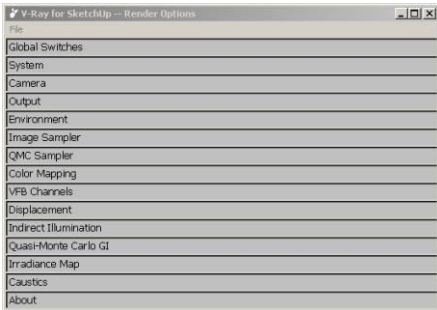 V-Ray for SketchUp -- Render Options
File
Global Switches
System
Camera
Output
Environment
Image Sampler
QMC Sampler
Color Mapping
VFB Channels
Displacement
Indirect Illumination
Quasi-Monte Carlo GI
Irradiance Map
Caustics
About